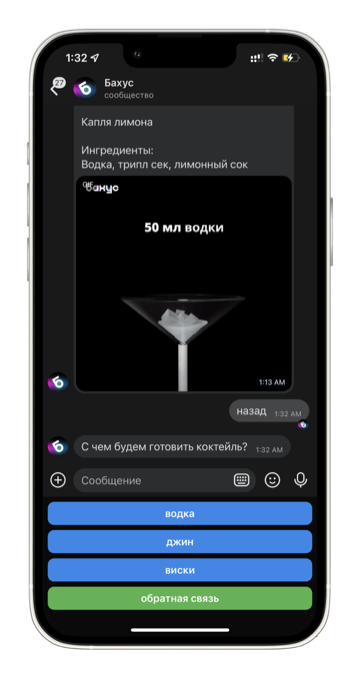 1:32
27
Бахус
сообщество
Капля лимона
Ингредиенты:
Водка, трипл сек, лимонный сок
GIF
бахус
50 мл водки
1:13 AM
назад 1:32 AM
С чем будем готовить коктейль? 1:32 AM
Сообщение
водка
джин
виски
обратная связь